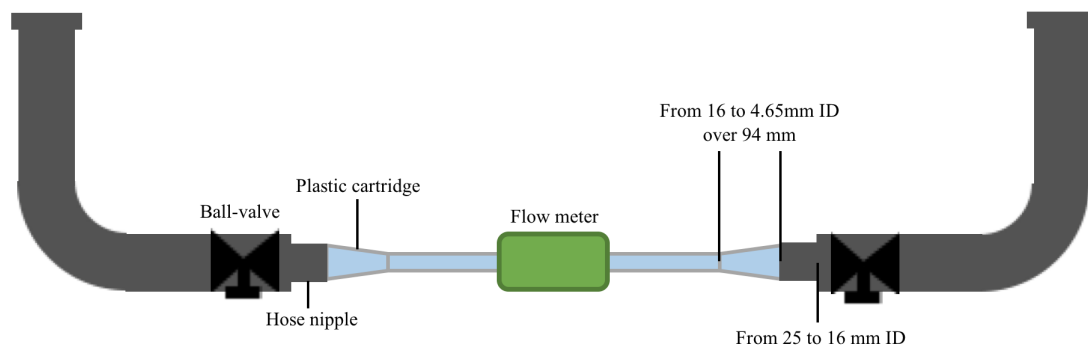 From 16 to 4.65mm ID
over 94 mm
Plastic cartridge
Ball-valve
Flow meter
Hose nipple
From 25 to 16 mm ID